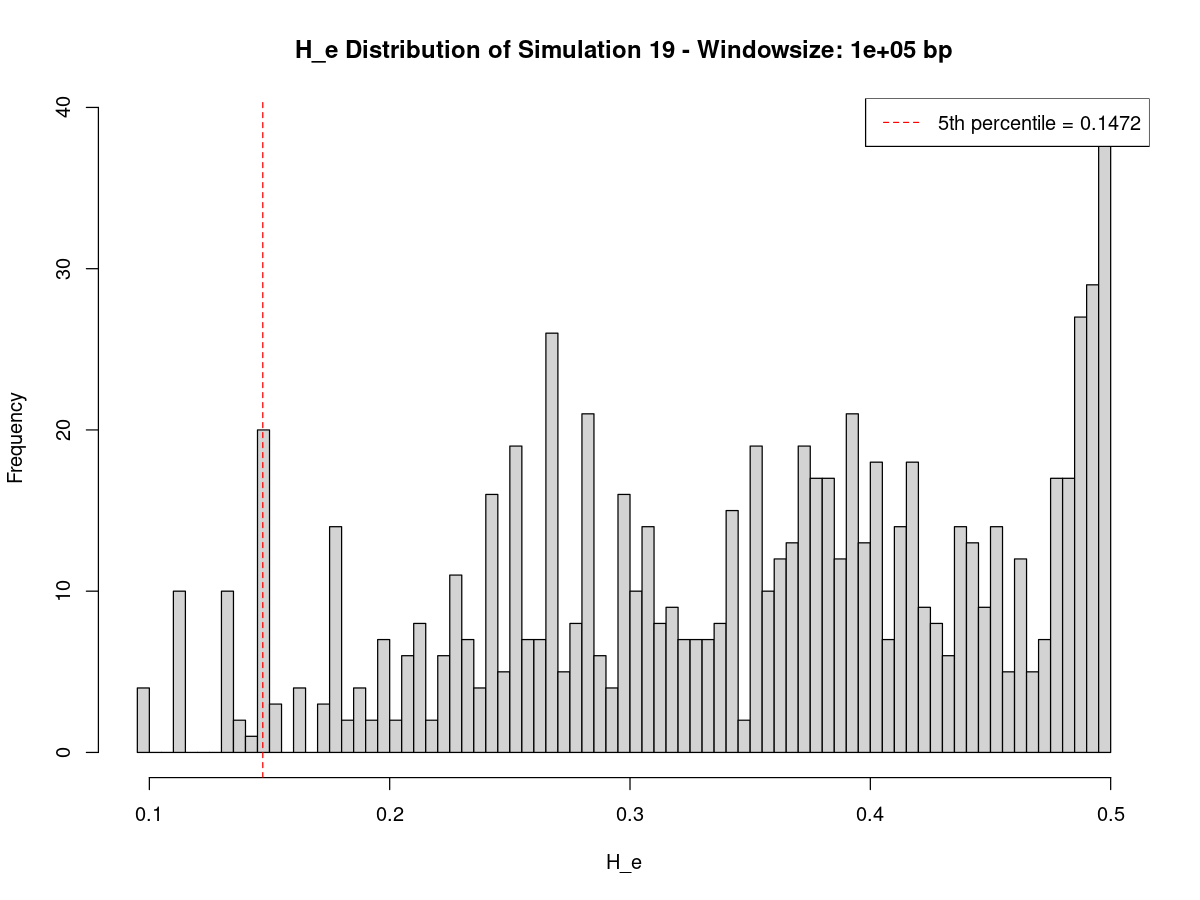 H_e Distribution of Simulation 19 - Windowsize: 1e+05 bp
5th percentile = 0.1472
Frequency
40
30
20
10
0
0.1 0.2 0.3 0.4 0.5
H_e